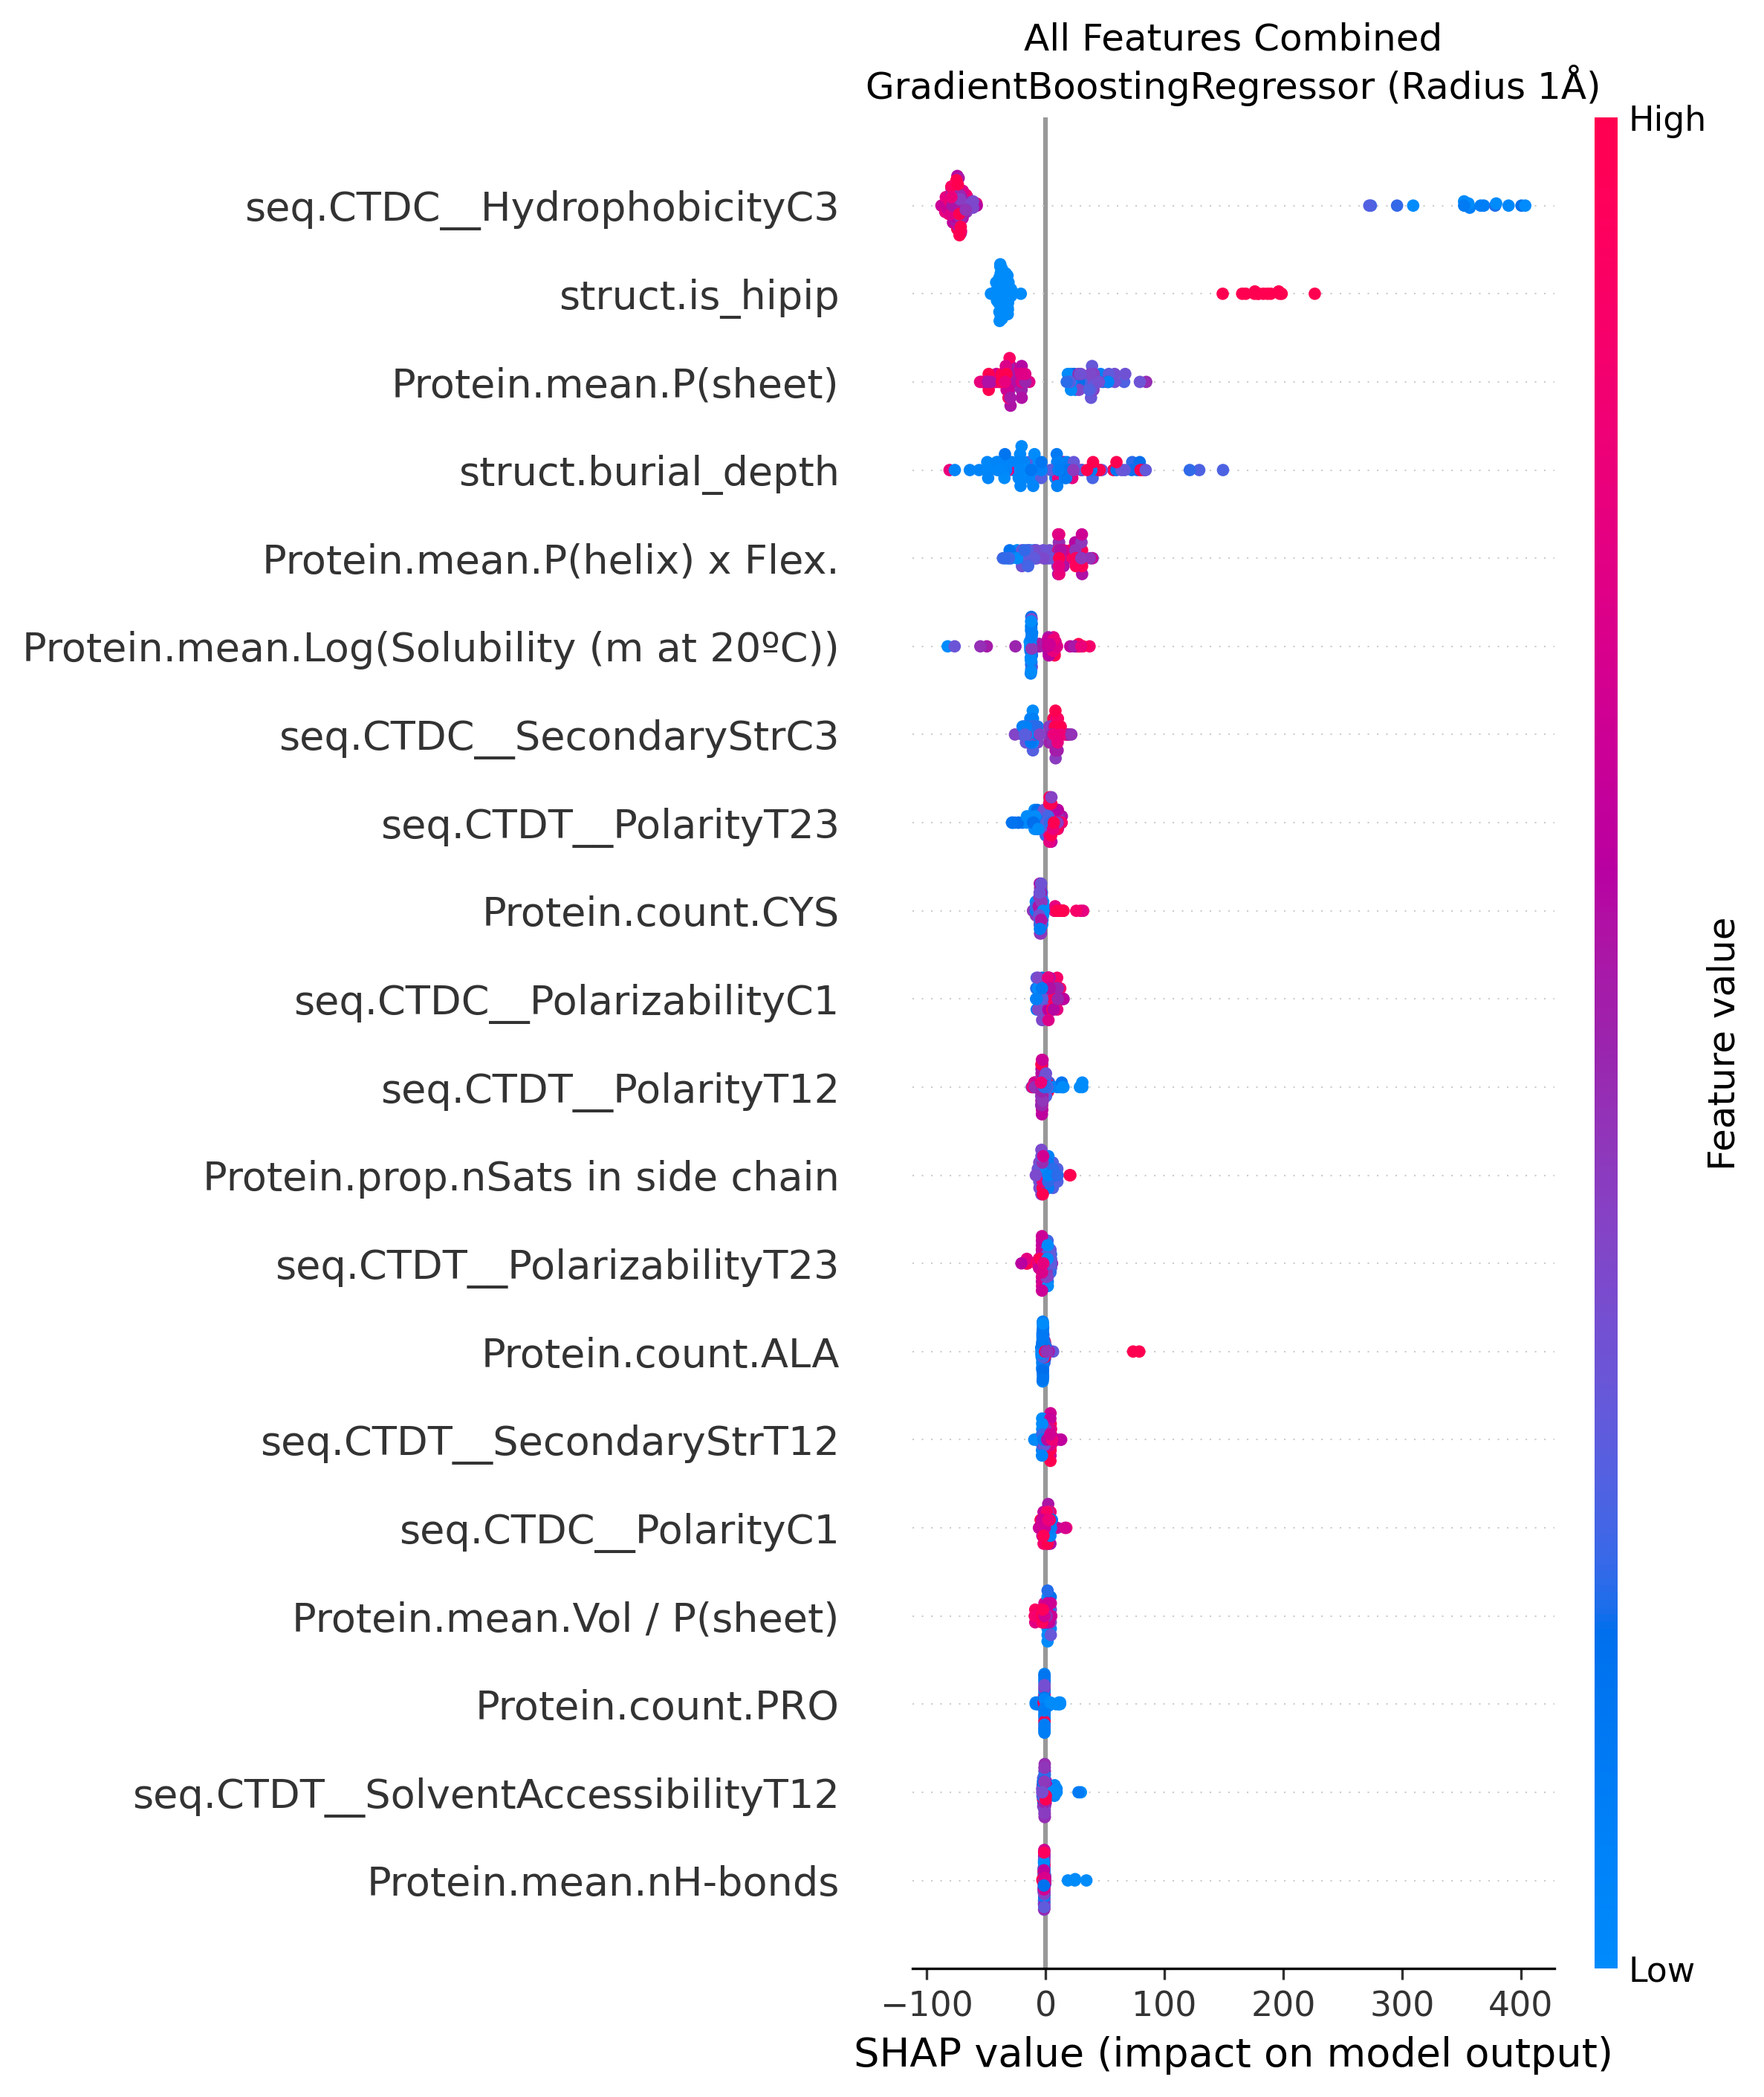 All Features Combined
GradientBoostingRegressor (Radius 1Å)
High
seq.CTDC__HydrophobicityC3
struct.is_hipip
Protein.mean.P(sheet)
struct.burial_depth
Protein.mean.P(helix) x Flex.
Protein.mean.Log(Solubility (m at 20ºC))
seq.CTDC__SecondaryStrC3
seq.CTDT__PolarityT23
Protein.count.CYS
seq.CTDC__PolarizabilityC1
seq.CTDT__PolarityT12
Protein.prop.nSats in side chain
seq.CTDT__PolarizabilityT23
Protein.count.ALA
seq.CTDT__SecondaryStrT12
seq.CTDC__PolarityC1
Protein.mean.Vol / P(sheet)
Protein.count.PRO
seq.CTDT__SolventAccessibilityT12
Protein.mean.nH-bonds
Feature value
Low
−100 0 100 200 300 400
SHAP value (impact on model output)